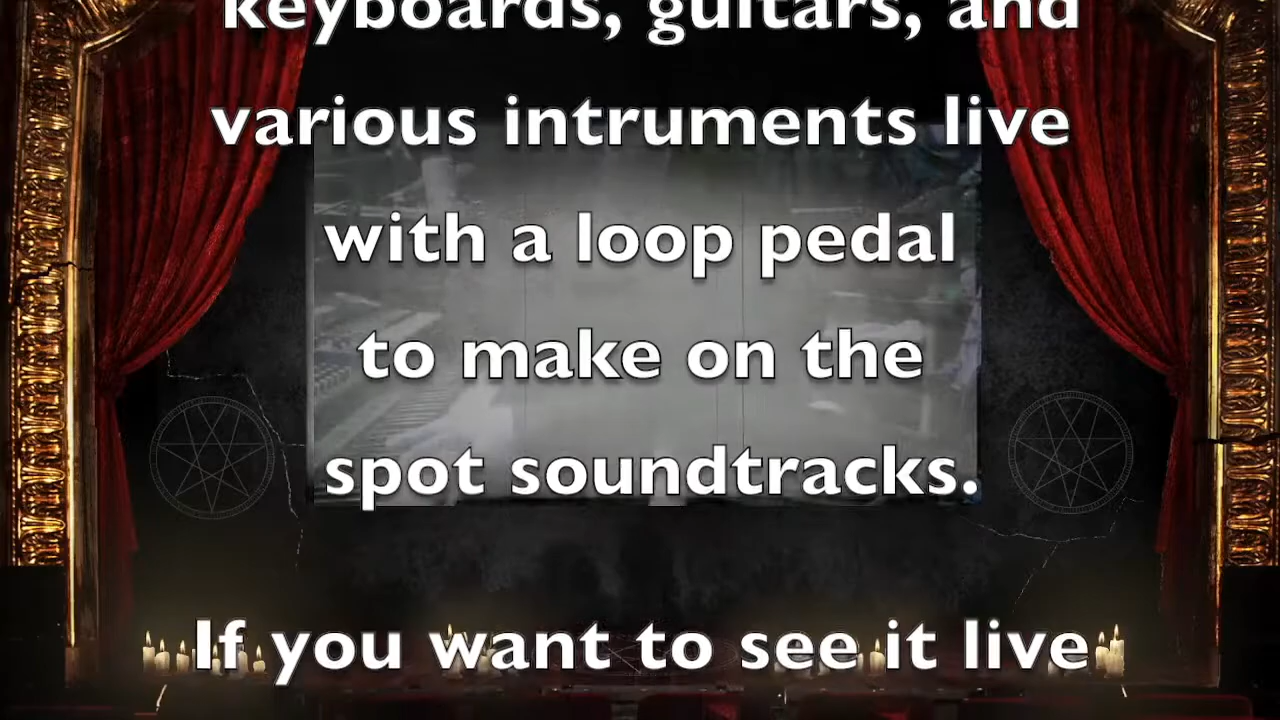 keyboards, guitars, and
various intruments live
with a loop pedal
to make on the
spot soundtracks.
If you want to see it live